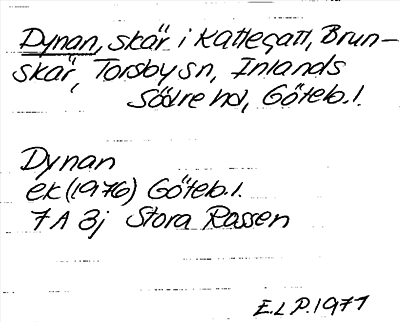 Dynan, skär i Kattegatt, Brun-
skär, Torsby sn, Inlands
Södre hd, Göteb. l.
Dynan
ek (1976) Göteb. l.
7 A 3j Stora Rassen
E.L P. 1977